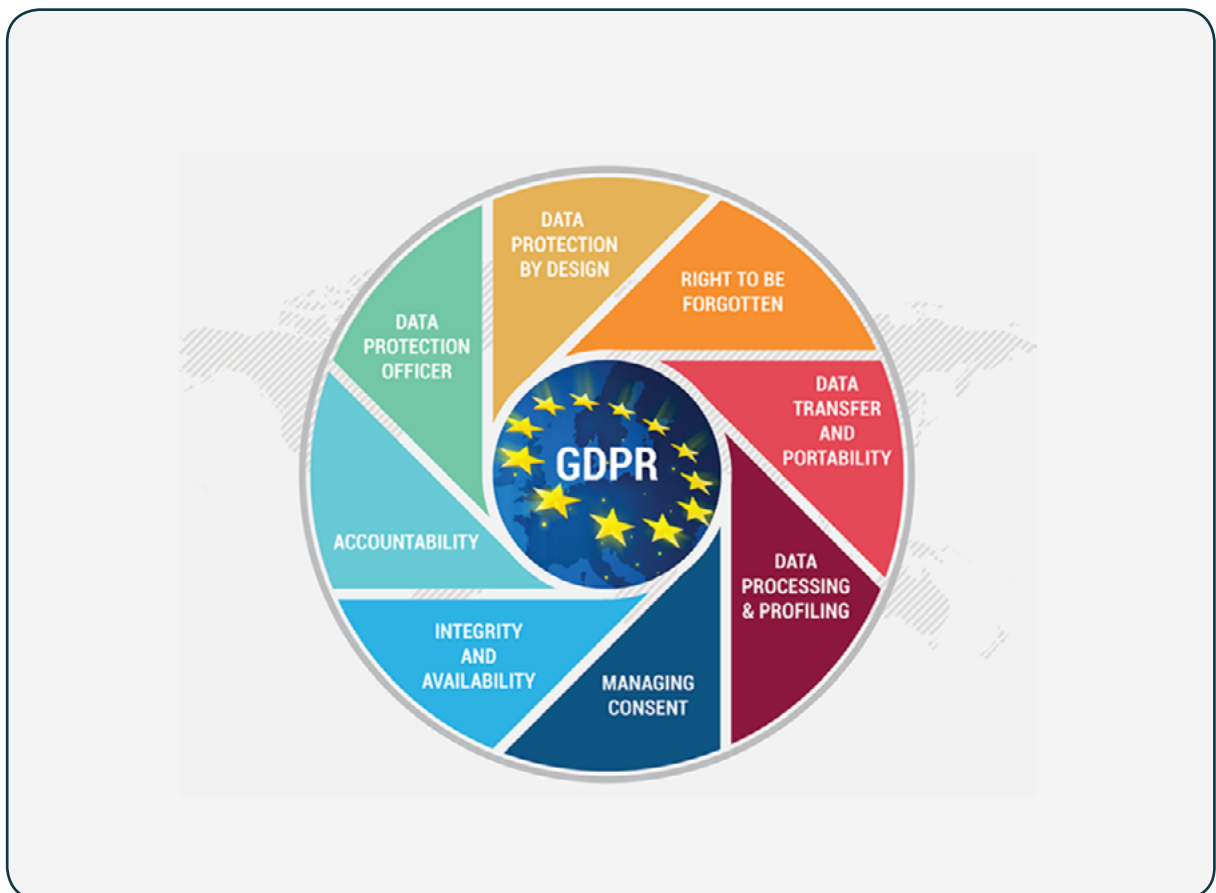 DATA
PROTECTION
BY DESIGN
RIGHT TO BE
FORGOTTEN
DATA
TRANSFER
AND
PORTABILITY
DATA
PROCESSING
& PROFILING
MANAGING
CONSENT
INTEGRITY
AND
AVAILABILITY
ACCOUNTABILITY
DATA
PROTECTION
OFFICER
GDPR